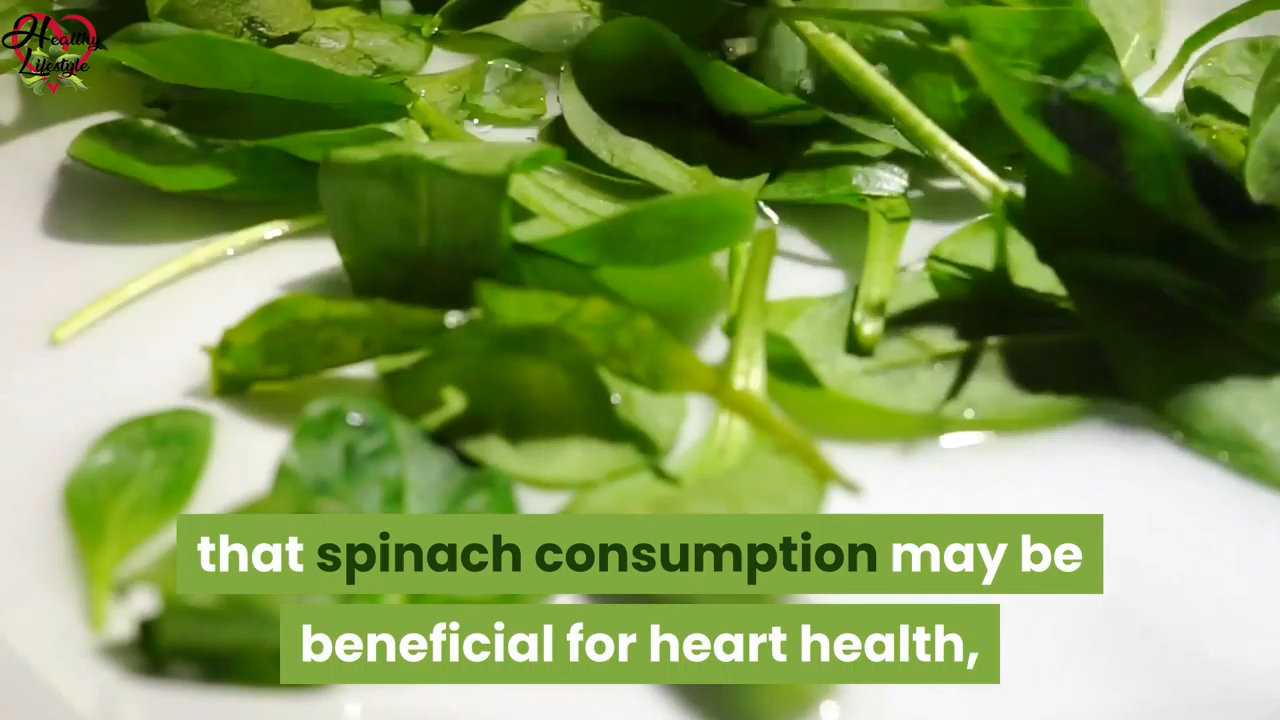 Healthy
Lifestyle
that spinach consumption may be
beneficial for heart health,